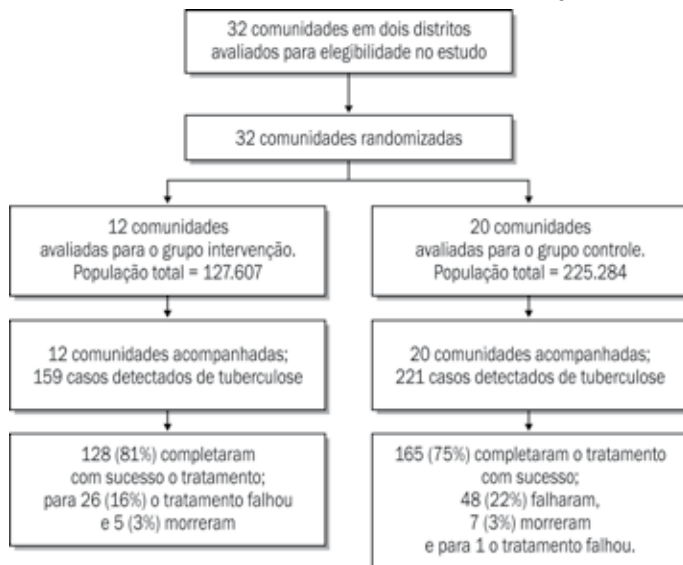 32 comunidades em dois distritos
avaliados para elegibilidade no estudo
32 comunidades randomizadas
12 comunidades
avaliadas para o grupo intervenção.
População total = 127.607
20 comunidades
avaliadas para o grupo controle.
População total = 225.284
12 comunidades acompanhadas;
159 casos detectados de tuberculose
20 comunidades acompanhadas;
221 casos detectados de tuberculose
128 (81%) completaram
com sucesso o tratamento;
para 26 (16%) o tratamento falhou
e 5 (3%) morreram
165 (75%) completaram o tratamento
com sucesso;
48 (22%) falharam,
7 (3%) morreram
e para 1 o tratamento falhou.